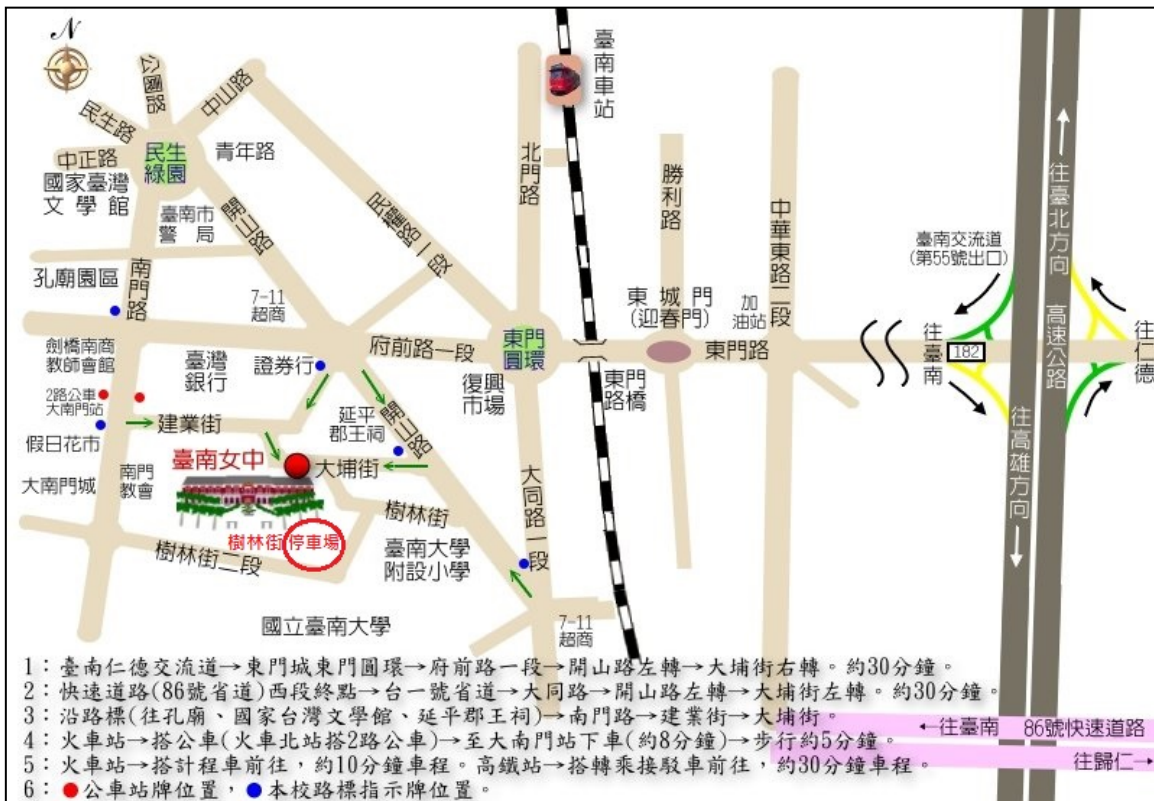 N
公園路
中山路
民生路
中正路
民生
綠園
青年路
國家臺灣
文學館
臺南市
警局
開山路
民權路一段
北門路
臺南車站
勝利路
中華東路二段
臺南交流道
(第55號出口)
往臺北方向
高速公路
孔廟園區
南門路
7-11
超商
東城門
(迎春門)
加油站
府前路一段
東門
圓環
東門路
往臺南
182
往仁德
劍橋南商
教師會館
臺灣
銀行
證券行
復興
市場
東門
路橋
2路公車
大南門站
建業街
延平
郡王祠
開山路
假日花市
臺南女中
大埔街
往高雄方向
大南門城
南門
教會
大同路一段
樹林街
樹林街
停車場
樹林街二段
臺南大學
附設小學
國立臺南大學
7-11
超商
1：臺南仁德交流道→東門城東門圓環→府前路一段→開山路左轉→大埔街右轉。約30分鐘。
2：快速道路(86號省道)西段終點→台一號省道→大同路→開山路左轉→大埔街左轉。約30分鐘。
3：沿路標(往孔廟、國家台灣文學館、延平郡王祠)→南門路→建業街→大埔街。
←往臺南 86號快速道路
4：火車站→搭公車(火車北站搭2路公車)→至大南門站下車(約8分鐘)→步行約5分鐘。
5：火車站→搭計程車前往，約10分鐘車程。高鐵站→搭轉乘接駁車前往，約30分鐘車程。
往歸仁→
6：●公車站牌位置，●本校路標指示牌位置。